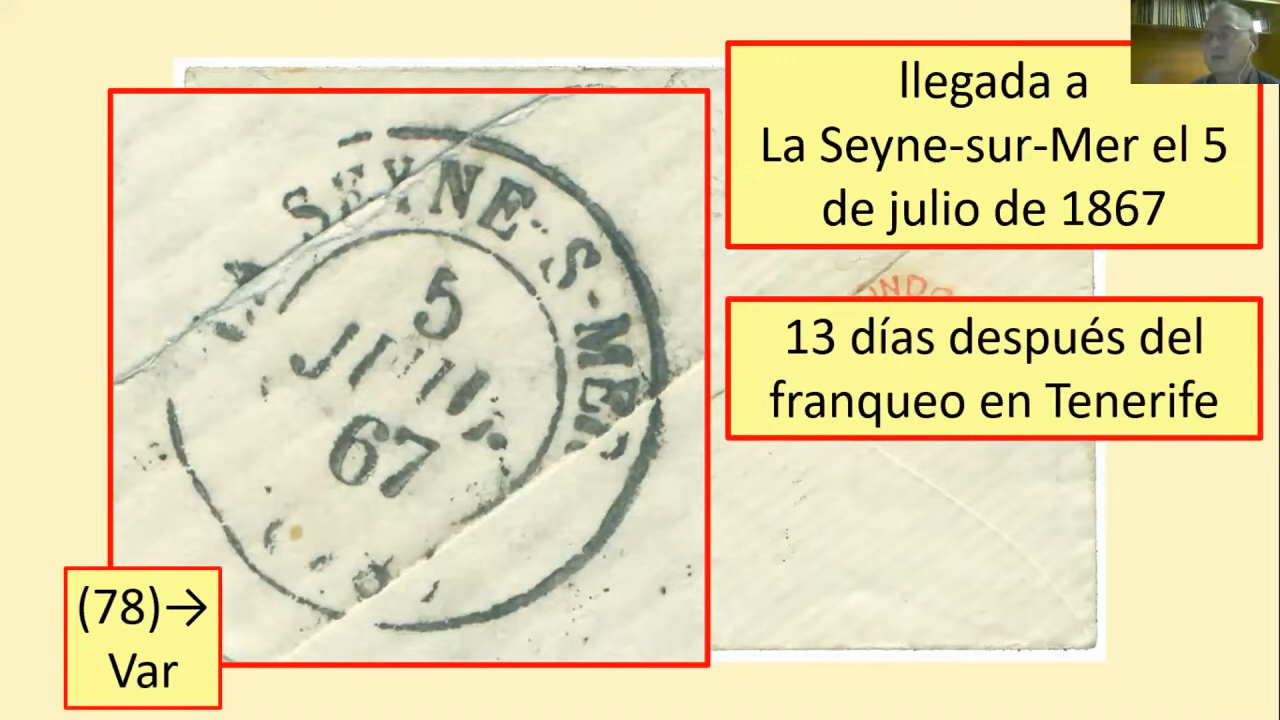 llegada a
La Seyne-sur-Mer el 5
de julio de 1867
13 días después del
franqueo en Tenerife
SEYNE-S-MER
5
JUIL
67
(78)→
Var